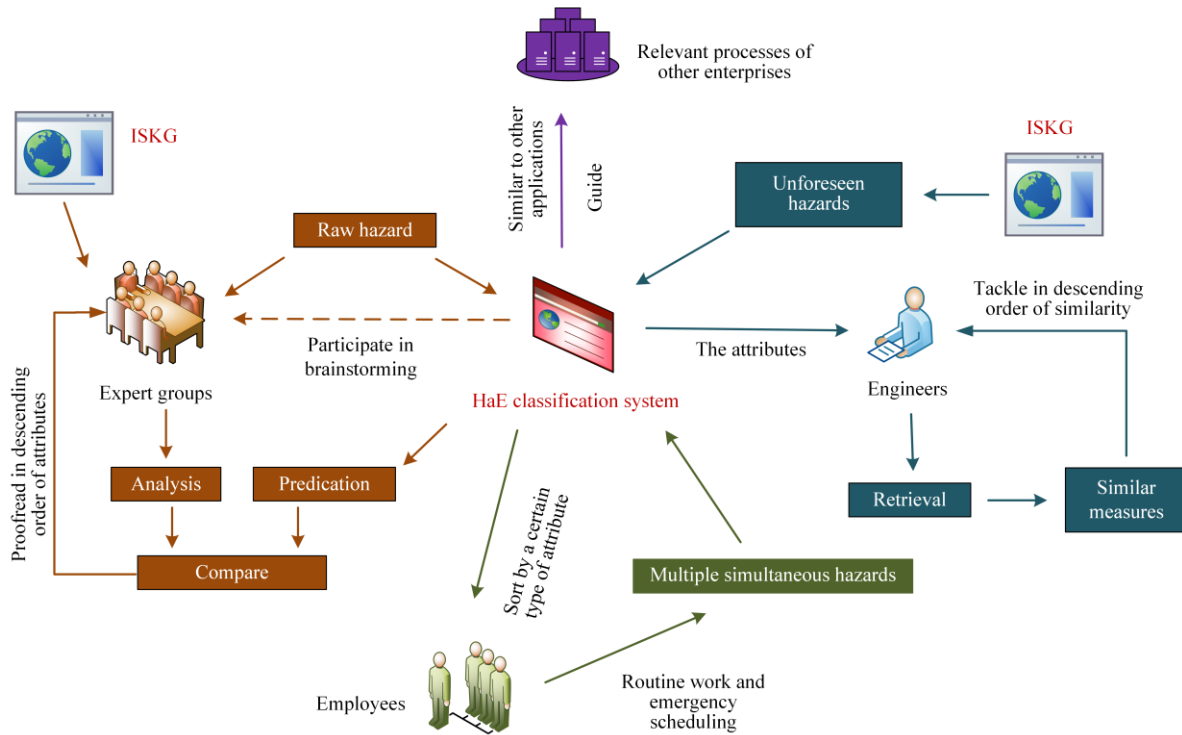 Relevant processes of
other enterprises
ISKG
ISKG
Similar to other
applications
Guide
Unforeseen
hazards
Raw hazard
Tackle in descending
order of similarity
Participate in
brainstorming
The attributes
Expert groups
HaE classification system
Engineers
Proofread in descending
order of attributes
Analysis
Predication
Retrieval
Similar
measures
Sort by a certain
type of attribute
Compare
Multiple simultaneous hazards
Employees
Routine work and
emergency
scheduling